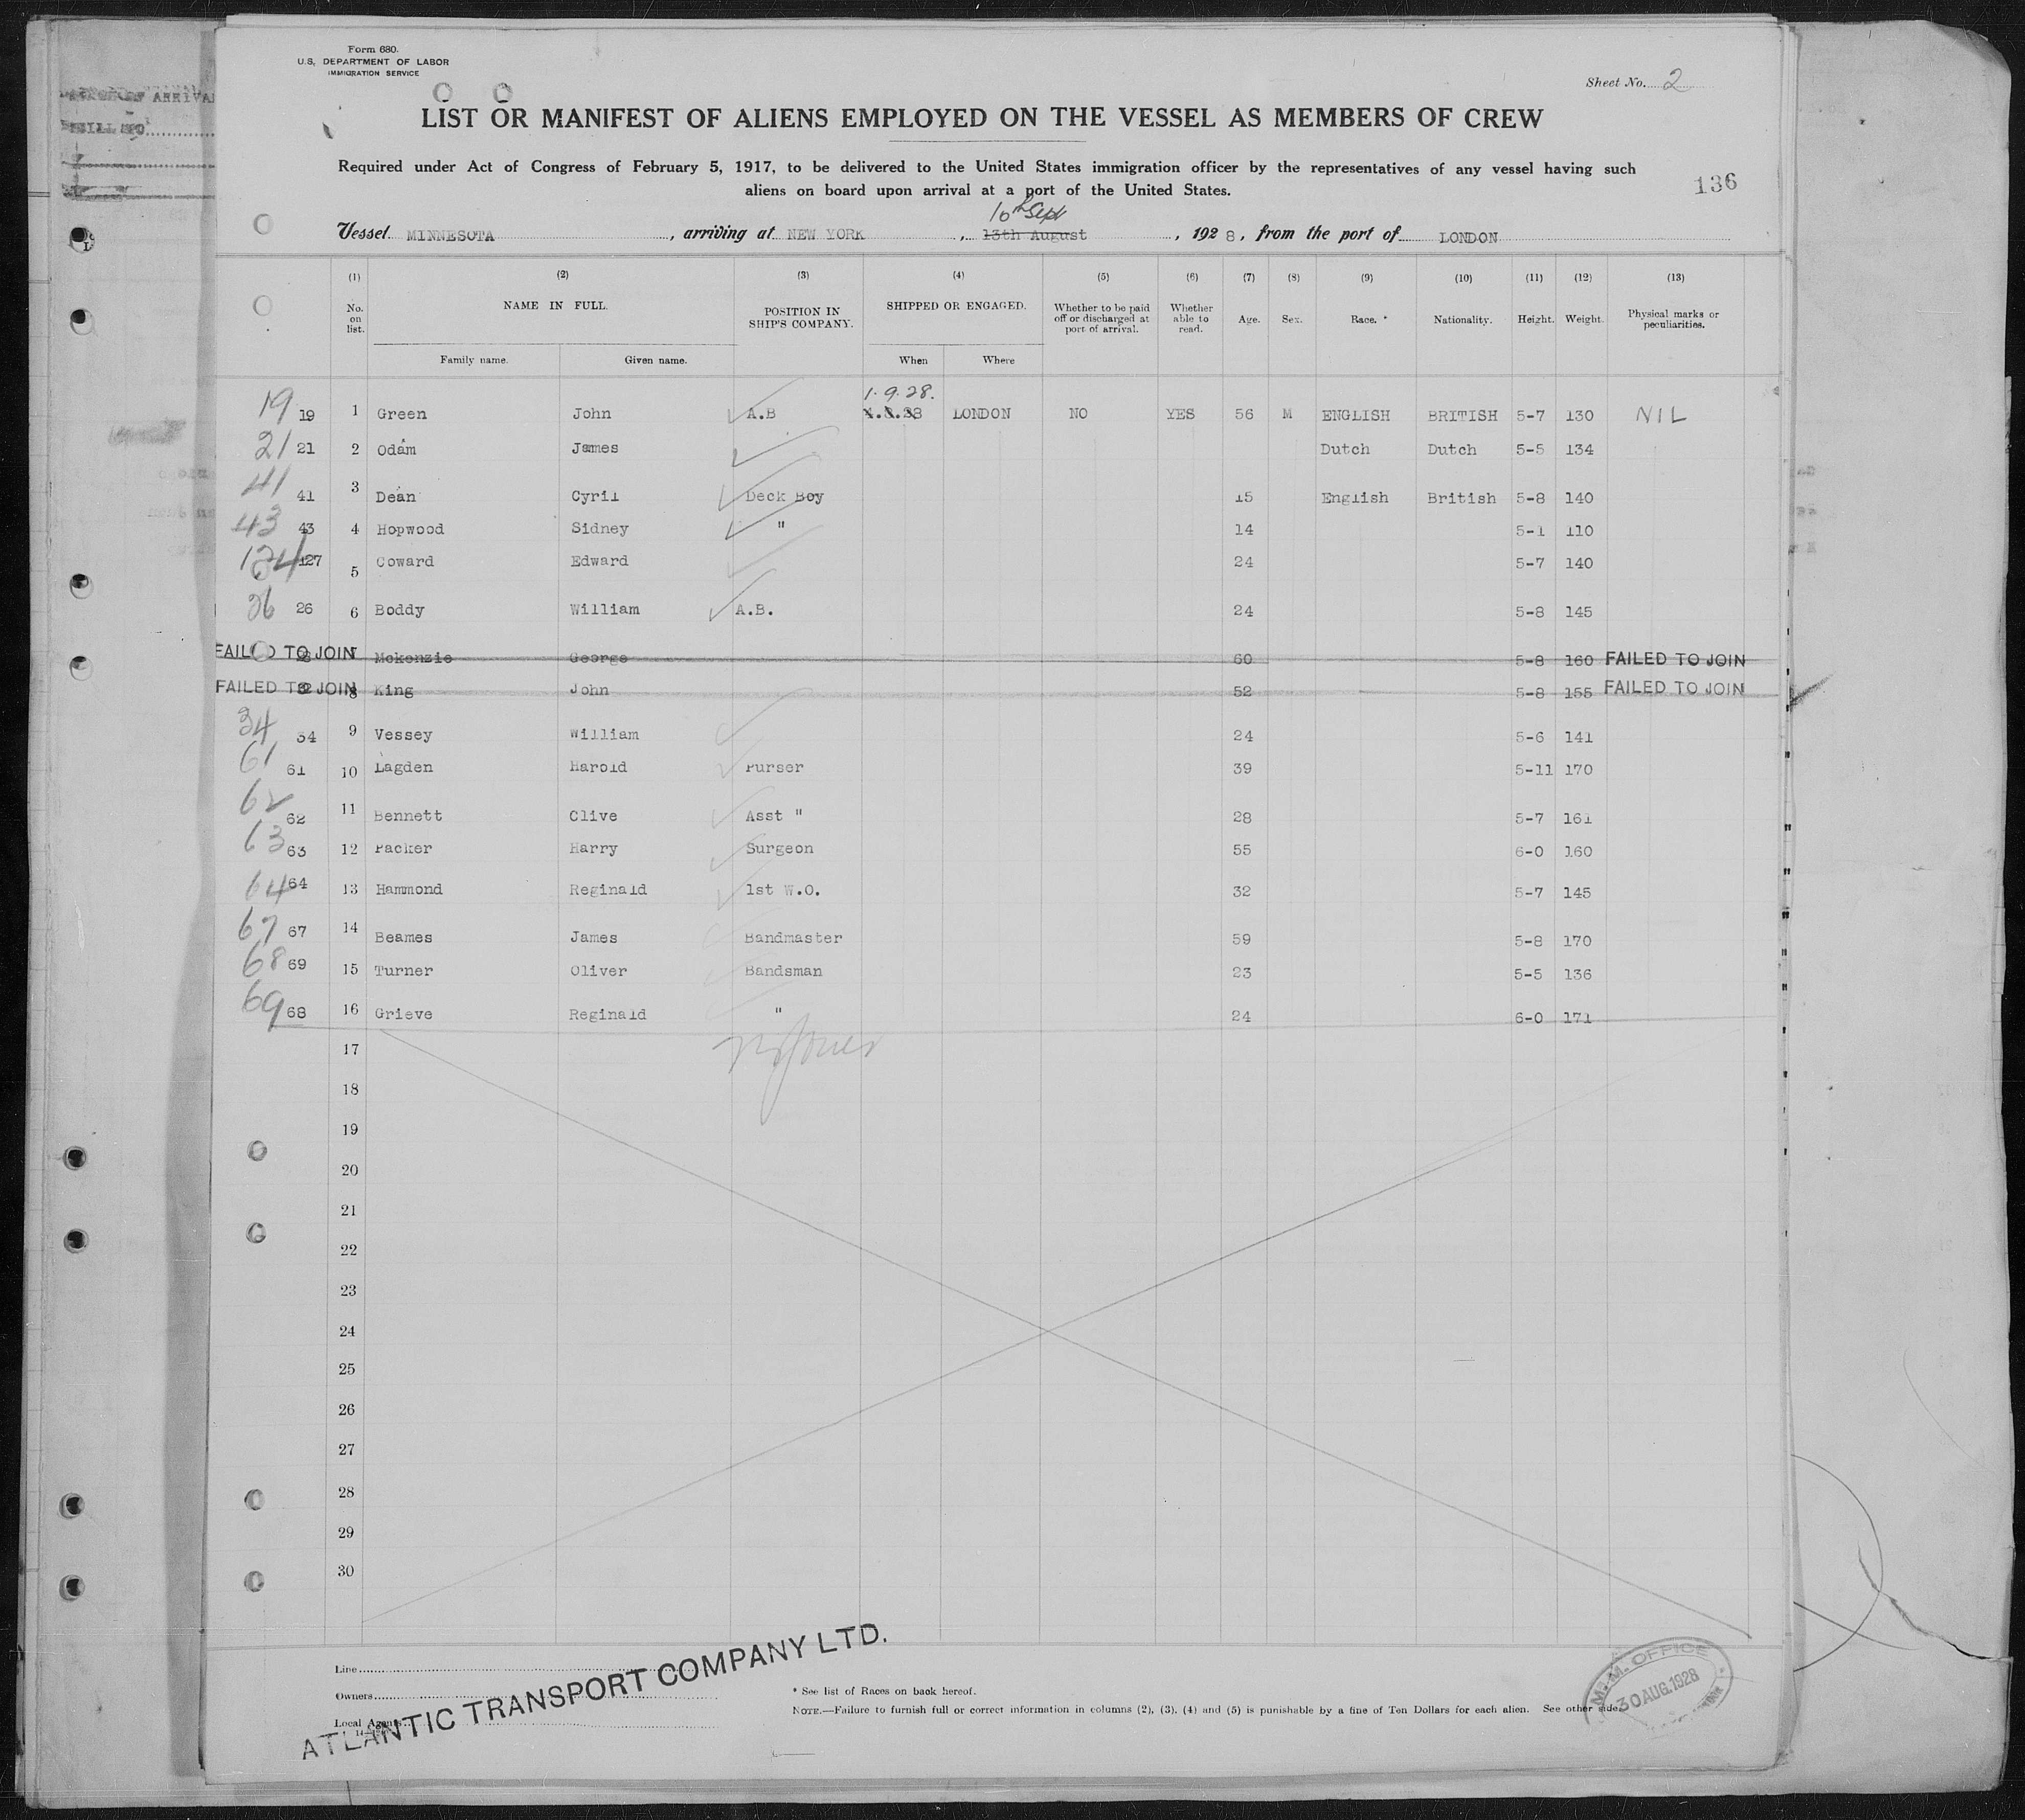 Form 680.
U.S. DEPARTMENT OF LABOR
IMMIGRATION SERVICE
Sheet No. 2
LIST OR MANIFEST OF ALIENS EMPLOYED ON THE VESSEL AS MEMBERS OF CREW
Required under Act of Congress of February 5, 1917, to be delivered to the United States immigration officer by the representatives of any vessel having such
aliens on board upon arrival at a port of the United States.
136
10th Sept
Vessel MINNESOTA, arriving at NEW YORK, 13th August, 1928, from the port of LONDON
(1) (2) (3) (4) (5) (6) (7) (8) (9) (10) (11) (12) (13)
No. on list. NAME IN FULL. POSITION IN SHIP'S COMPANY. SHIPPED OR ENGAGED. Whether to be paid off or discharged at port of arrival. Whether able to read. Age. Sex. Race. * Nationality. Height. Weight. Physical marks or peculiarities.
Family name. Given name. When Where
1.9.28.
19 19 1 Green John A.B LONDON NO YES 56 M ENGLISH BRITISH 5-7 130 NIL
21 21 2 Odam James Dutch Dutch 5-5 134
41 41 3 Dean Cyril Deck Boy 15 English British 5-8 140
43 43 4 Hopwood Sidney " 14 5-1 110
127 5 Coward Edward 24 5-7 140
26 26 6 Boddy William A.B. 24 5-8 145
FAILED TO JOIN Mckenzie George 60 5-8 160 FAILED TO JOIN
FAILED TO JOIN 8 King John 52 5-8 155 FAILED TO JOIN
34 34 9 Vessey William 24 5-6 141
61 61 10 Lagden Harold Purser 39 5-11 170
62 62 11 Bennett Clive Asst " 28 5-7 161
63 63 12 Packer Harry Surgeon 55 6-0 160
64 64 13 Hammond Reginald 1st W.O. 32 5-7 145
67 67 14 Beames James Bandmaster 59 5-8 170
68 69 15 Turner Oliver Bandsman 23 5-5 136
69 68 16 Grieve Reginald " 24 6-0 171
17
18
19
20
21
22
23
24
25
26
27
28
29
30
Line
Owners
Local Agents
ATLANTIC TRANSPORT COMPANY LTD.
* See list of Races on back hereof.
NOTE.—Failure to furnish full or correct information in columns (2), (3), (4) and (5) is punishable by a fine of Ten Dollars for each alien. See other side.
M.M. OFFICE
30 AUG. 1928